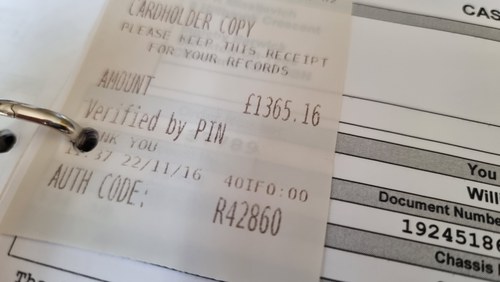 CARDHOLDER COPY
PLEASE KEEP THIS RECEIPT
FOR YOUR RECORDS
AMOUNT £1365.16
Verified by PIN
YOU
22/11/16 40IF0:00
AUTH CODE: R42860
CAS
You
Will
Document Numbe
1924518
Chassis